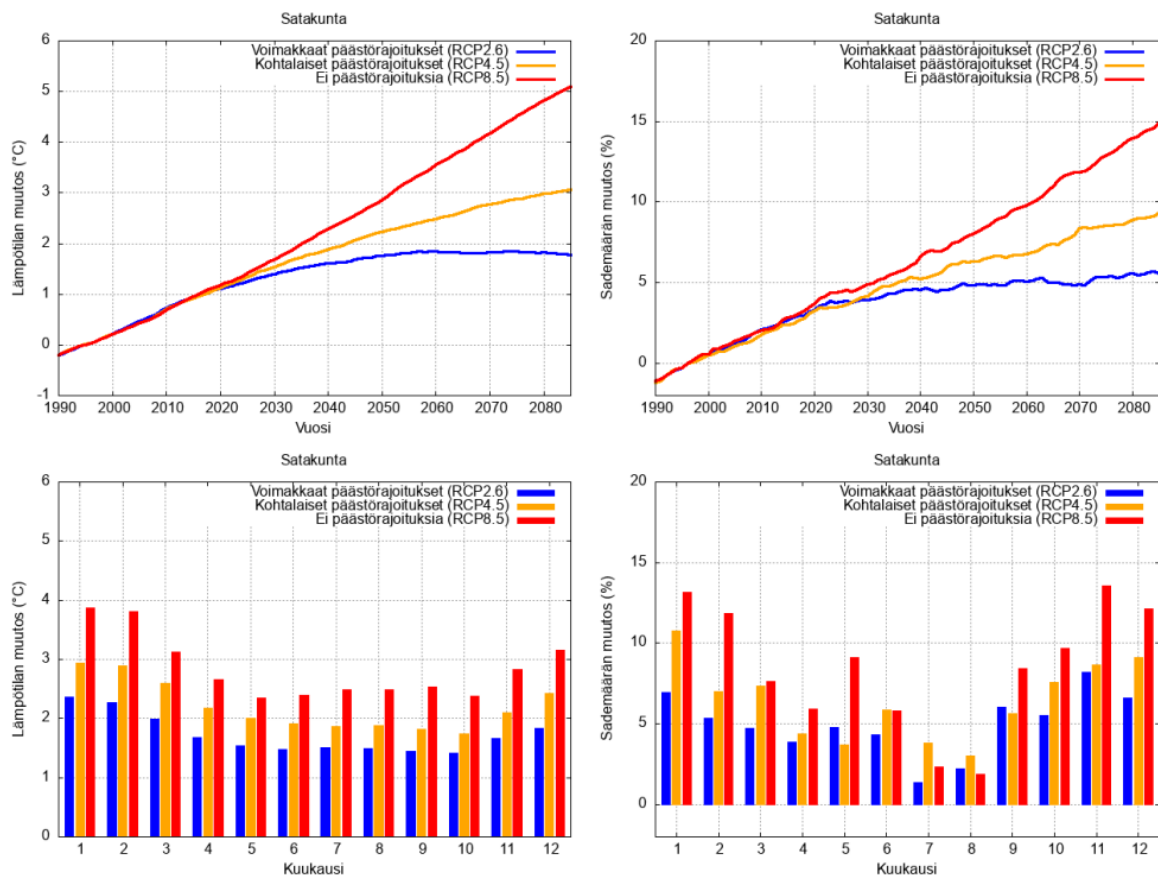 Satakunta
Voimakkaat päästörajoitukset (RCP2.6)
Kohtalaiset päästörajoitukset (RCP4.5)
Ei päästörajoituksia (RCP8.5)
Lämpötilan muutos (°C)
6
5
4
3
2
1
0
-1
1990 2000 2010 2020 2030 2040 2050 2060 2070 2080
Vuosi
Satakunta
Voimakkaat päästörajoitukset (RCP2.6)
Kohtalaiset päästörajoitukset (RCP4.5)
Ei päästörajoituksia (RCP8.5)
Sademäärän muutos (%)
20
15
10
5
0
1990 2000 2010 2020 2030 2040 2050 2060 2070 2080
Vuosi
Satakunta
Voimakkaat päästörajoitukset (RCP2.6)
Kohtalaiset päästörajoitukset (RCP4.5)
Ei päästörajoituksia (RCP8.5)
Lämpötilan muutos (°C)
6
5
4
3
2
1
0
1 2 3 4 5 6 7 8 9 10 11 12
Kuukausi
Satakunta
Voimakkaat päästörajoitukset (RCP2.6)
Kohtalaiset päästörajoitukset (RCP4.5)
Ei päästörajoituksia (RCP8.5)
Sademäärän muutos (%)
20
15
10
5
0
1 2 3 4 5 6 7 8 9 10 11 12
Kuukausi